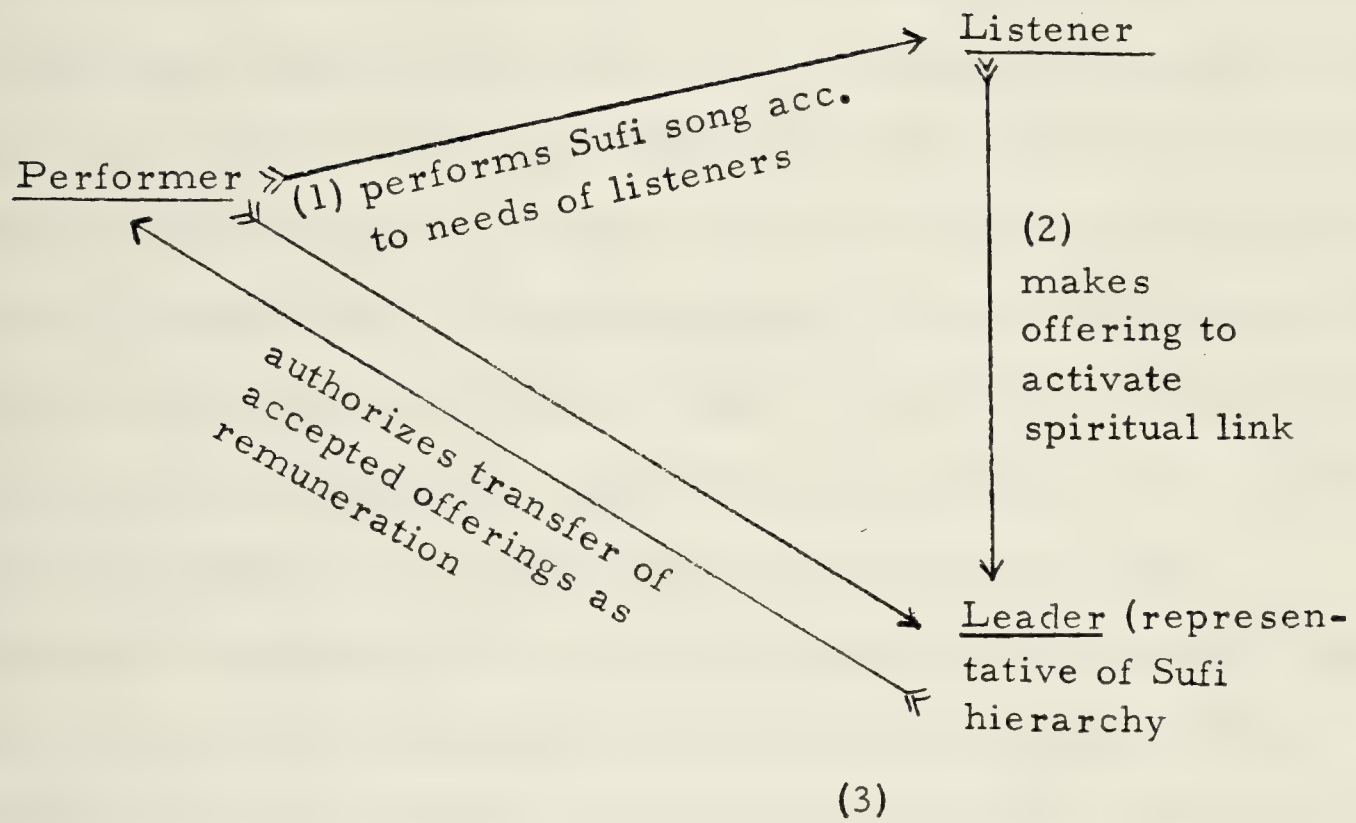 Listener
Performer
(1) performs Sufi song acc.
to needs of listeners
(2)
makes
offering to
activate
spiritual link
authorizes transfer of
accepted offerings as
remuneration
Leader (represen-
tative of Sufi
hierarchy
(3)